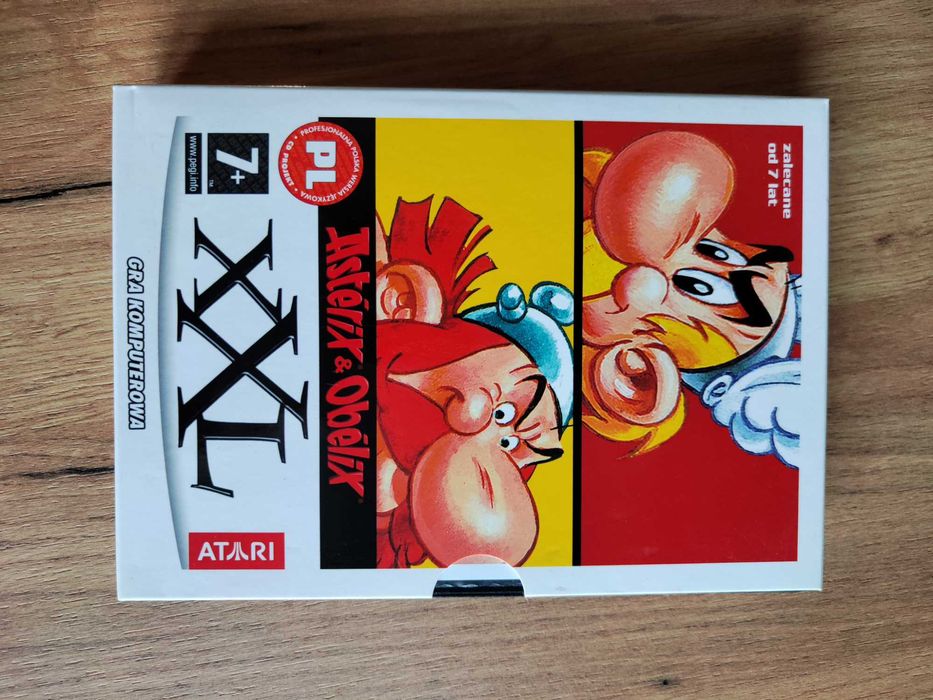 zalecane
od 7 lat
Astérix & Obélix
PROFESJONALNA POLSKA WERSJA JĘZYKOWA
PL
• CD PROJEKT •
7+
www.pegi.info
™
XXL
ATARI
GRA KOMPUTEROWA